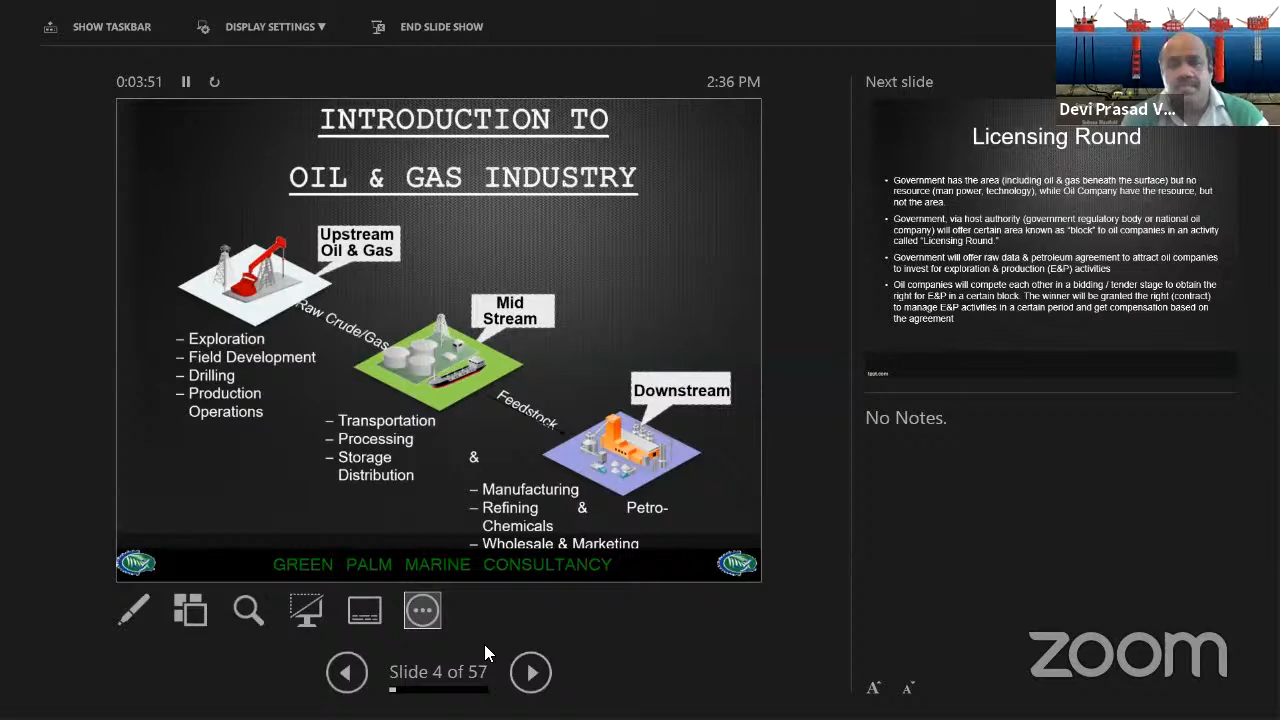 SHOW TASKBAR
DISPLAY SETTINGS ▼
END SLIDE SHOW
0:03:51
2:36 PM
INTRODUCTION TO
OIL & GAS INDUSTRY
Upstream
Oil & Gas
Raw Crude/Gas
– Exploration
– Field Development
– Drilling
– Production
Operations
Mid
Stream
Feedstock
– Transportation
– Processing
– Storage &
Distribution
Downstream
– Manufacturing
– Refining & Petro-
Chemicals
– Wholesale & Marketing
GREEN PALM MARINE CONSULTANCY
Slide 4 of 57
Next slide
Devi Prasad V...
Licensing Round
• Government has the area (including oil & gas beneath the surface) but no
resource (man power, technology), while Oil Company have the resource, but
not the area.
• Government, via host authority (government regulatory body or national oil
company) will offer certain area known as “block” to oil companies in an activity
called “Licensing Round.”
• Government will offer raw data & petroleum agreement to attract oil companies
to invest for exploration & production (E&P) activities
• Oil companies will compete each other in a bidding / tender stage to obtain the
right for E&P in a certain block. The winner will be granted the right (contract)
to manage E&P activities in a certain period and get compensation based on
the agreement
No Notes.
A A
zoom